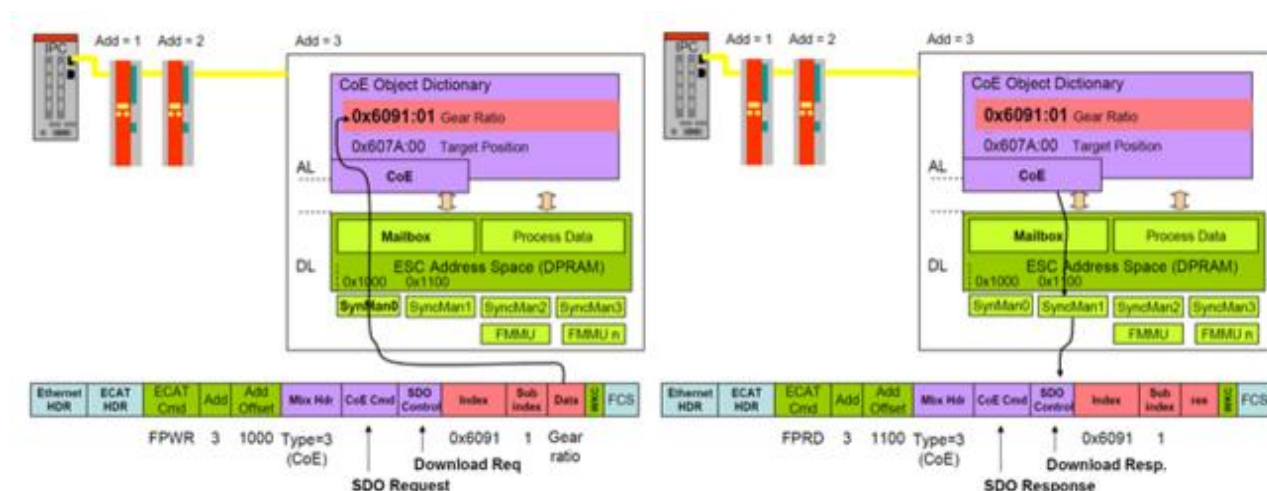 IPC
Add = 1
Add = 2
Add = 3
CoE Object Dictionary
0x6091:01 Gear Ratio
0x607A:00 Target Position
AL
CoE
Mailbox
Process Data
DL
ESC Address Space (DPRAM)
0x1000 0x1100
SynMan0
SyncMan1
SyncMan2
SyncMan3
FMMU
FMMU n
Ethernet HDR
ECAT HDR
ECAT Cmd
Add
Add Offset
Mbx Hdr
CoE Cmd
SDO Control
Index
Sub index
Data
WKC
FCS
FPWR 3 1000 Type=3 (CoE)
0x6091 1 Gear ratio
Download Req
SDO Request
IPC
Add = 1
Add = 2
Add = 3
CoE Object Dictionary
0x6091:01 Gear Ratio
0x607A:00 Target Position
AL
CoE
Mailbox
Process Data
DL
ESC Address Space (DPRAM)
0x1000 0x1100
SynMan0
SyncMan1
SyncMan2
SyncMan3
FMMU
FMMU n
Ethernet HDR
ECAT HDR
ECAT Cmd
Add
Add Offset
Mbx Hdr
CoE Cmd
SDO Control
Index
Sub index
res
WKC
FCS
FPRD 3 1100 Type=3 (CoE)
0x6091 1
Download Resp.
SDO Response